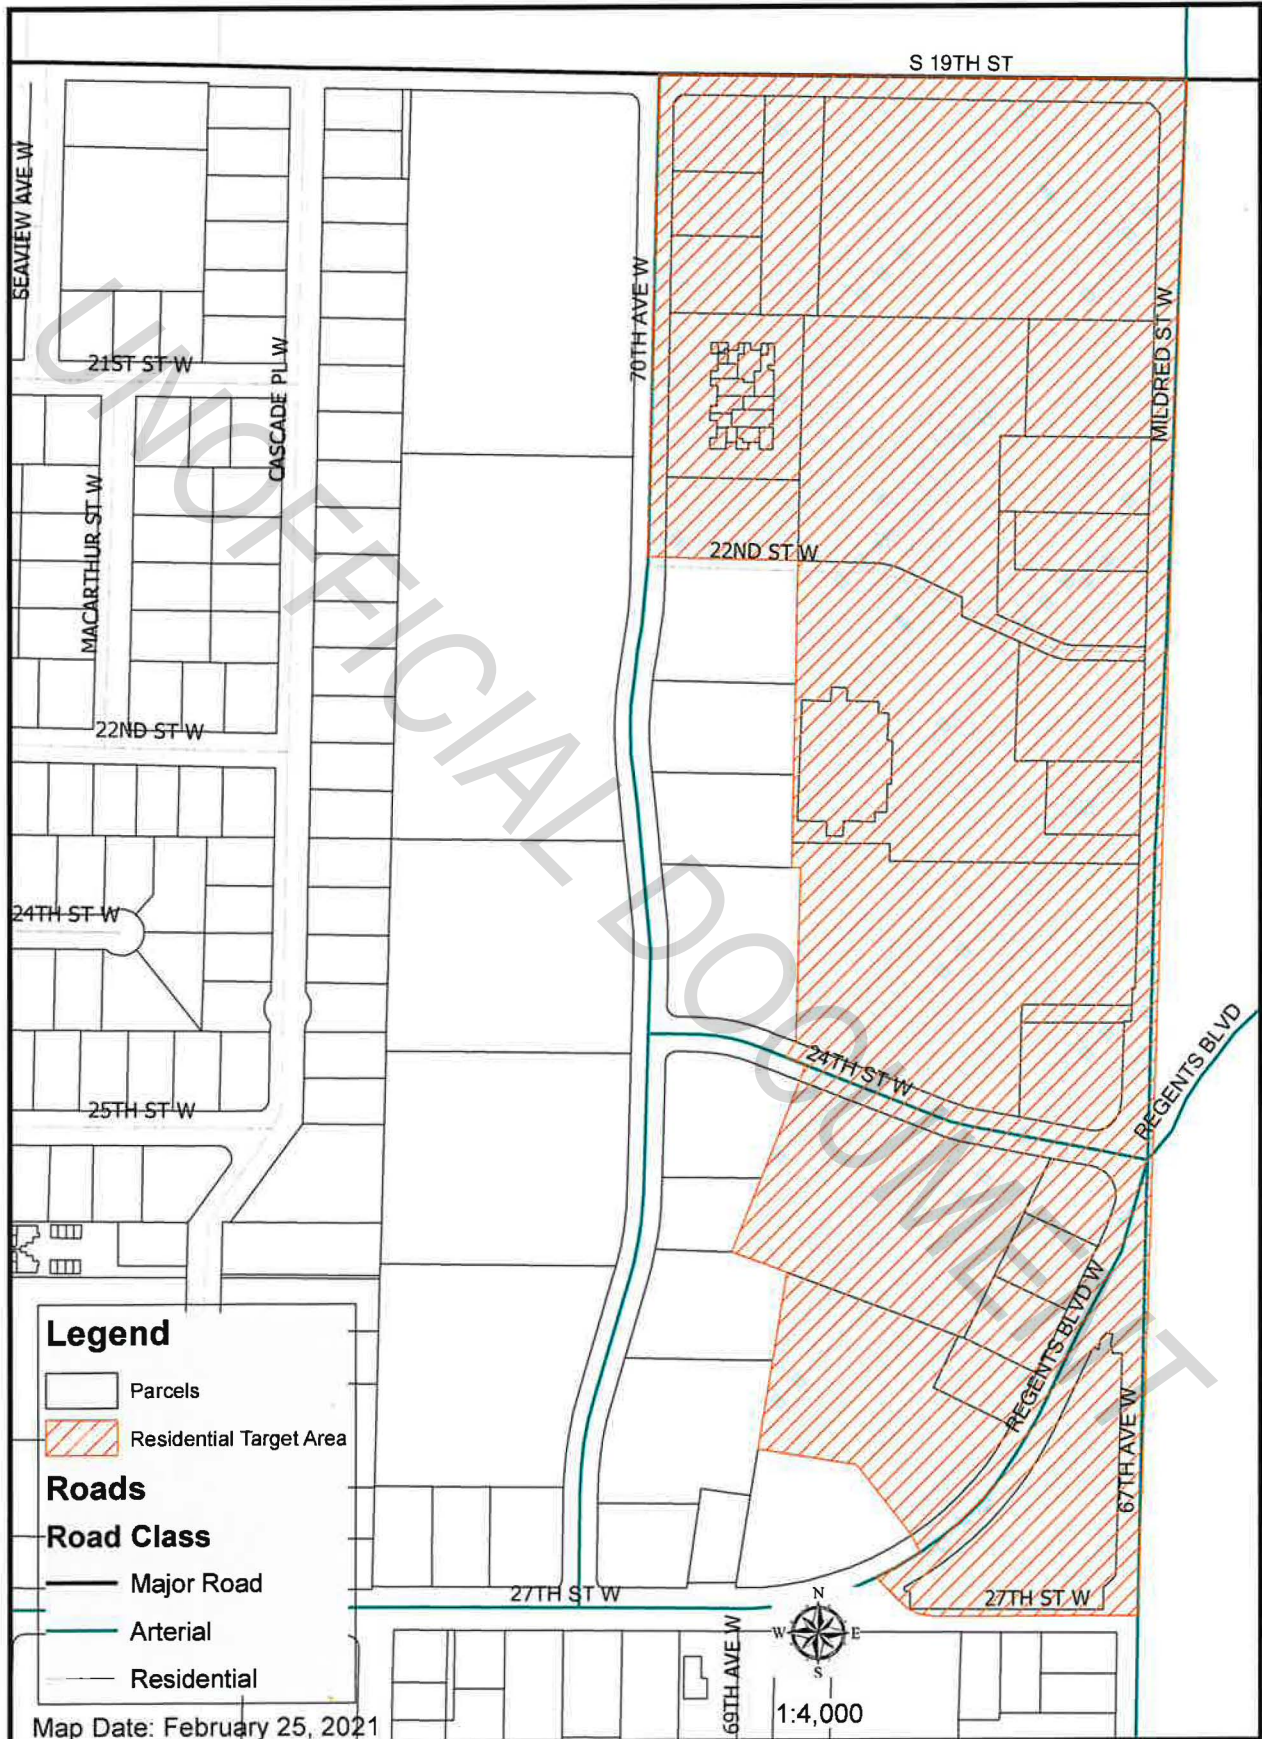 S 19TH ST
SEAVIEW AVE W
70TH AVE W
MILDRED ST W
21ST ST W
CASCADE PL W
MACARTHUR ST W
22ND ST W
22ND ST W
24TH ST W
24TH ST W
REGENTS BLVD
25TH ST W
REGENTS BLVD W
67TH AVE W
27TH ST W
27TH ST W
69TH AVE W
N
W
E
S
1:4,000
Legend
Parcels
Residential Target Area
Roads
Road Class
Major Road
Arterial
Residential
Map Date: February 25, 2021
UNOFFICIAL DOCUMENT